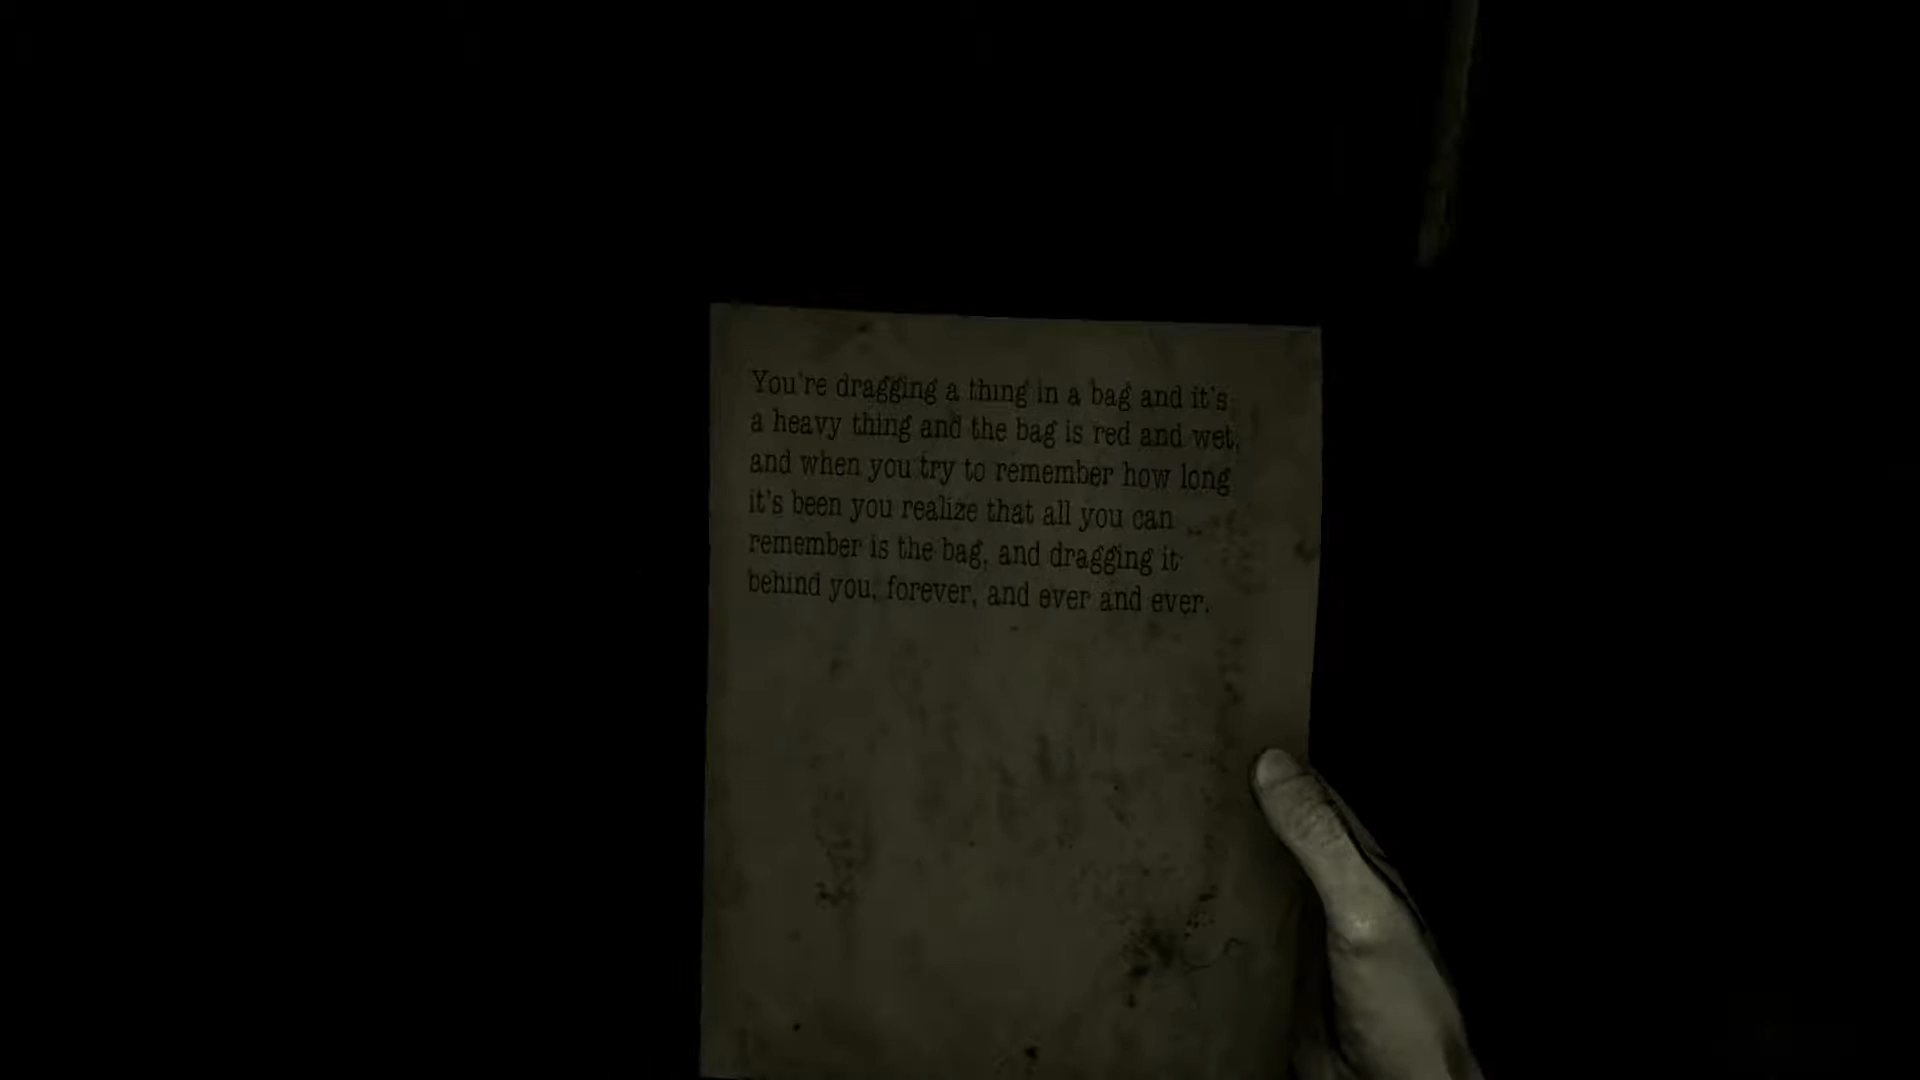 You're dragging a thing in a bag and it's
a heavy thing and the bag is red and wet,
and when you try to remember how long
it's been you realize that all you can
remember is the bag, and dragging it
behind you, forever, and ever and ever.